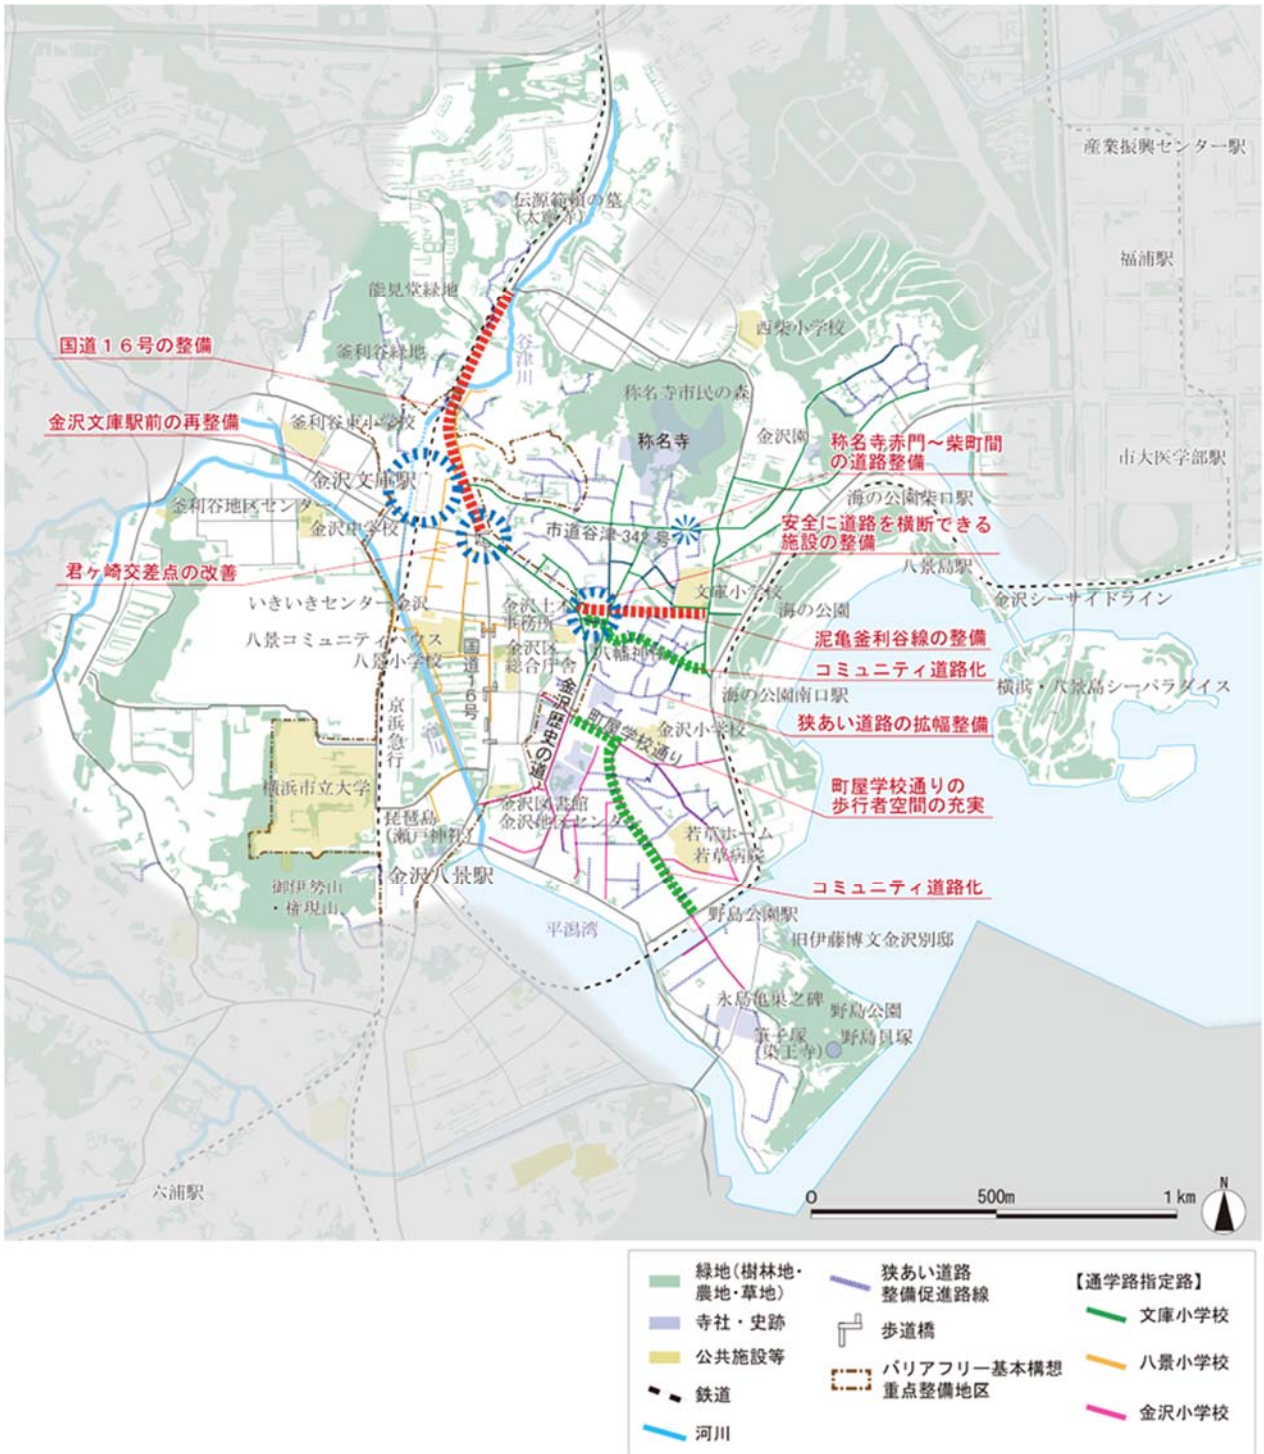 産業振興センター駅
伝源範頼の墓
(太寧寺)
福浦駅
能見堂緑地
西柴小学校
谷津川
国道16号の整備
釜利谷緑地
称名寺市民の森
金沢文庫駅前の再整備
釜利谷東小学校
称名寺
金沢園
称名寺赤門～柴町間
の道路整備
市大医学部駅
金沢文庫駅
釜利谷地区センター
海の公園柴口駅
金沢中学校
市道谷津342号
安全に道路を横断できる
施設の整備
八景島駅
君ヶ崎交差点の改善
文庫小学校
金沢シーサイドライン
いきいきセンター金沢
金沢土木
事務所
海の公園
泥亀釜利谷線の整備
八景コミュニティハウス
八景小学校
国道16号
金沢区
総合庁舎
八幡神社
コミュニティ道路化
横浜・八景島シーパラダイス
海の公園南口駅
京浜急行
金沢歴史の道
町屋学校通り
金沢小学校
狭あい道路の拡幅整備
横浜市立大学
町屋学校通りの
歩行者空間の充実
琵琶島
(瀬戸神社)
金沢図書館
金沢地区センター
若草ホーム
若草病院
金沢八景駅
御伊勢山
・権現山
コミュニティ道路化
野島公園駅
平潟湾
旧伊藤博文金沢別邸
永島亀巣之碑
野島公園
筆子塚
(染王寺)
野島貝塚
六浦駅
0 500m 1km
N
緑地(樹林地・
農地・草地)
寺社・史跡
公共施設等
鉄道
河川
狭あい道路
整備促進路線
歩道橋
バリアフリー基本構想
重点整備地区
【通学路指定路】
文庫小学校
八景小学校
金沢小学校